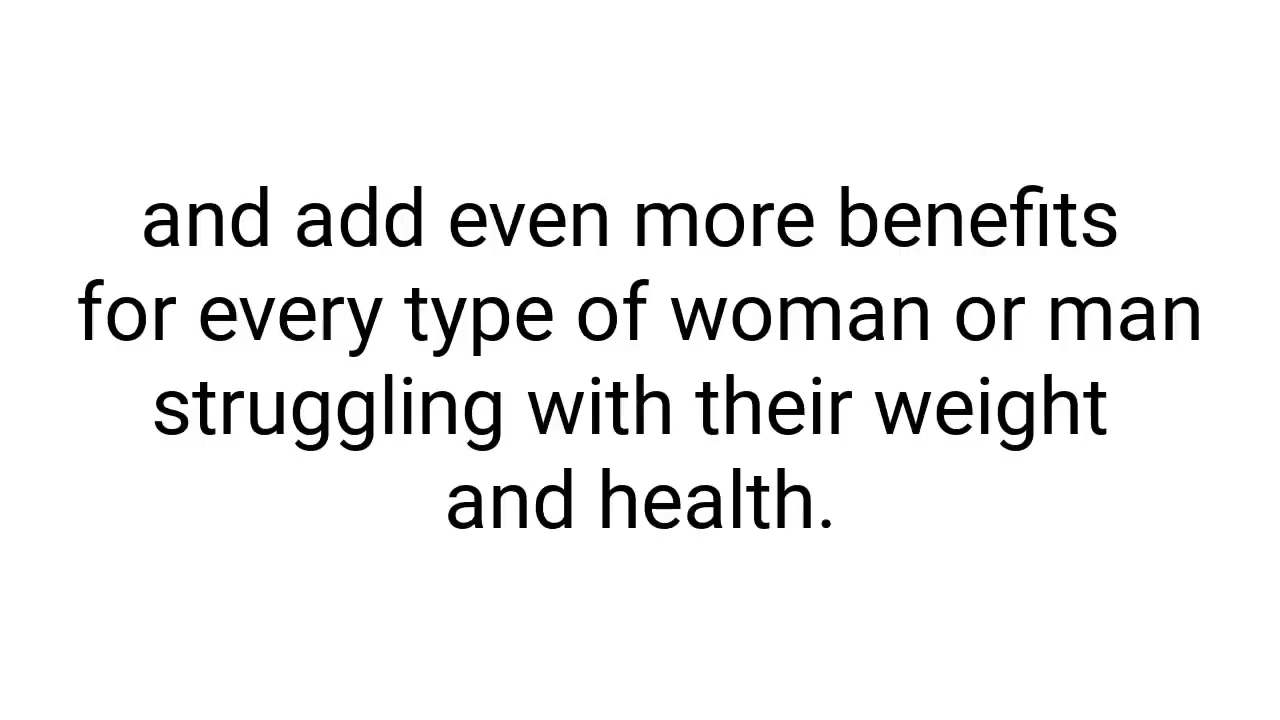 and add even more benefits
for every type of woman or man
struggling with their weight
and health.